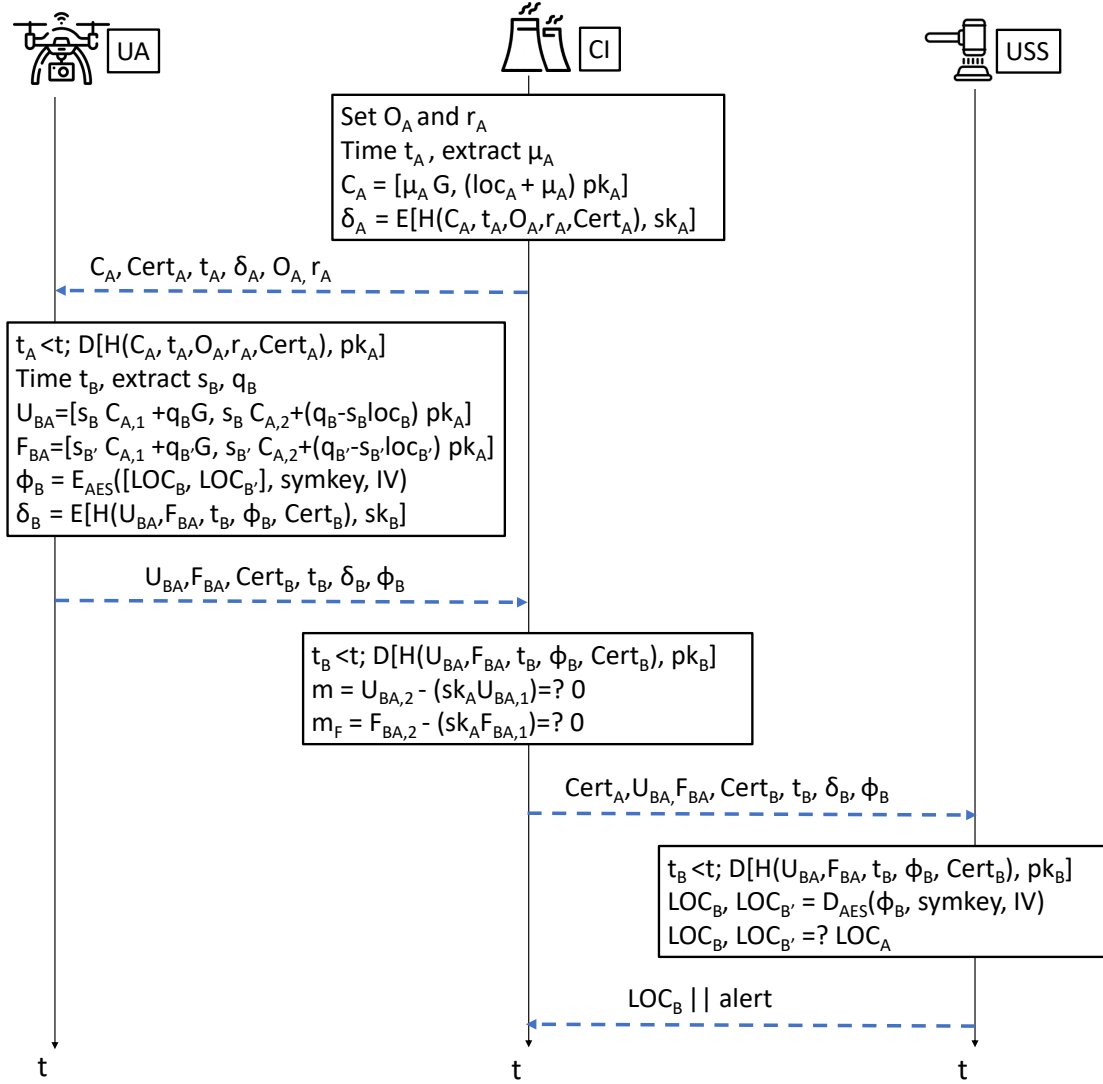 UA
CI
USS
Set O_A and r_A
Time t_A , extract μ_A
C_A = [μ_A G, (loc_A + μ_A) pk_A]
δ_A = E[H(C_A, t_A,O_A,r_A,Cert_A), sk_A]
C_A, Cert_A, t_A, δ_A, O_A, r_A
t_A <t; D[H(C_A, t_A,O_A,r_A,Cert_A), pk_A]
Time t_B, extract s_B, q_B
U_BA=[s_B C_A,1 +q_BG, s_B C_A,2+(q_B-s_Bloc_B) pk_A]
F_BA=[s_B' C_A,1 +q_B'G, s_B' C_A,2+(q_B'-s_B'loc_B') pk_A]
ϕ_B = E_AES([LOC_B, LOC_B'], symkey, IV)
δ_B = E[H(U_BA,F_BA, t_B, ϕ_B, Cert_B), sk_B]
U_BA,F_BA, Cert_B, t_B, δ_B, ϕ_B
t_B <t; D[H(U_BA,F_BA, t_B, ϕ_B, Cert_B), pk_B]
m = U_BA,2 - (sk_AU_BA,1)=? 0
m_F = F_BA,2 - (sk_AF_BA,1)=? 0
Cert_A,U_BA,F_BA, Cert_B, t_B, δ_B, ϕ_B
t_B <t; D[H(U_BA,F_BA, t_B, ϕ_B, Cert_B), pk_B]
LOC_B, LOC_B' = D_AES(ϕ_B, symkey, IV)
LOC_B, LOC_B' =? LOC_A
LOC_B || alert
t
t
t